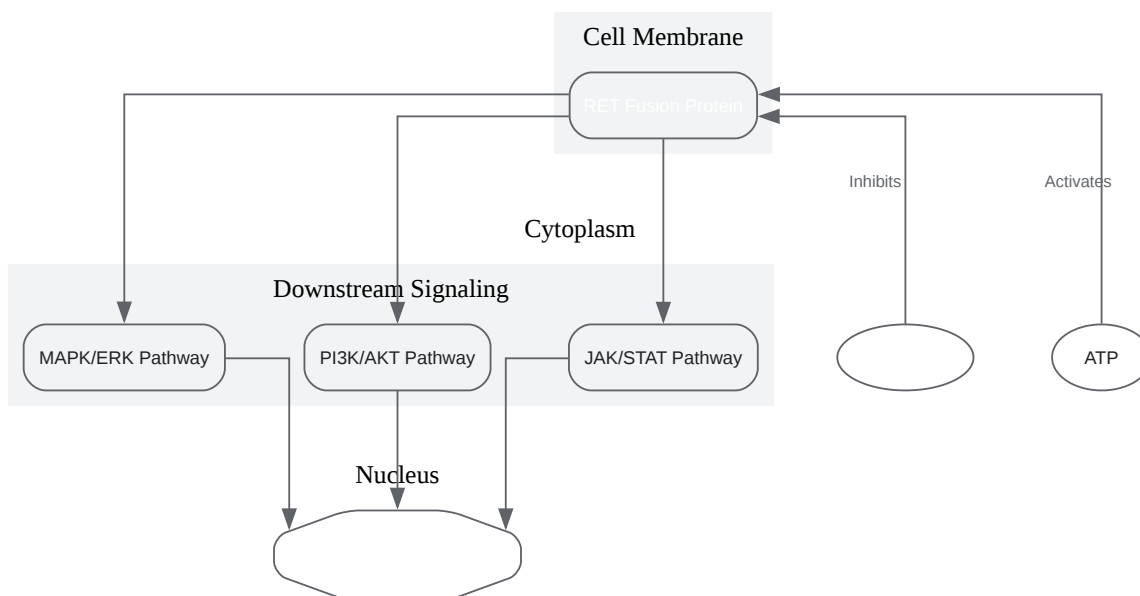 Cell Membrane
RET Fusion Protein
Inhibits
Activates
Cytoplasm
Downstream Signaling
MAPK/ERK Pathway
PI3K/AKT Pathway
JAK/STAT Pathway
ATP
Nucleus